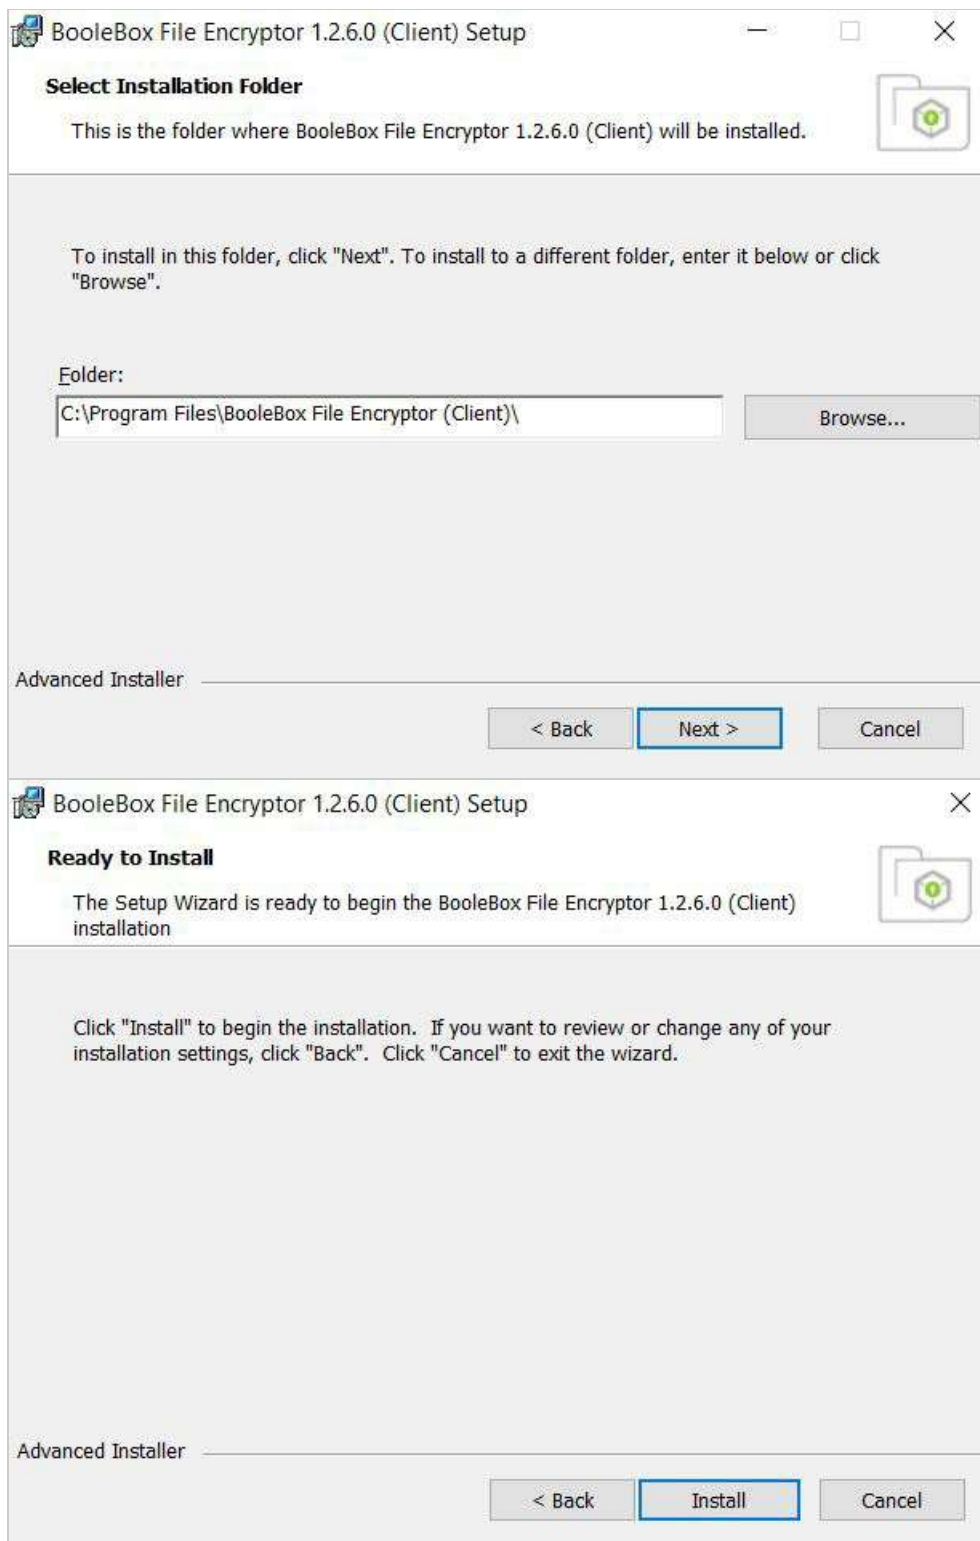 BooleBox File Encryptor 1.2.6.0 (Client) Setup
Select Installation Folder
This is the folder where BooleBox File Encryptor 1.2.6.0 (Client) will be installed.
To install in this folder, click "Next". To install to a different folder, enter it below or click
"Browse".
Folder:
C:\Program Files\BooleBox File Encryptor (Client)\
Browse...
Advanced Installer
< Back
Next >
Cancel
BooleBox File Encryptor 1.2.6.0 (Client) Setup
Ready to Install
The Setup Wizard is ready to begin the BooleBox File Encryptor 1.2.6.0 (Client)
installation
Click "Install" to begin the installation.  If you want to review or change any of your
installation settings, click "Back".  Click "Cancel" to exit the wizard.
Advanced Installer
< Back
Install
Cancel